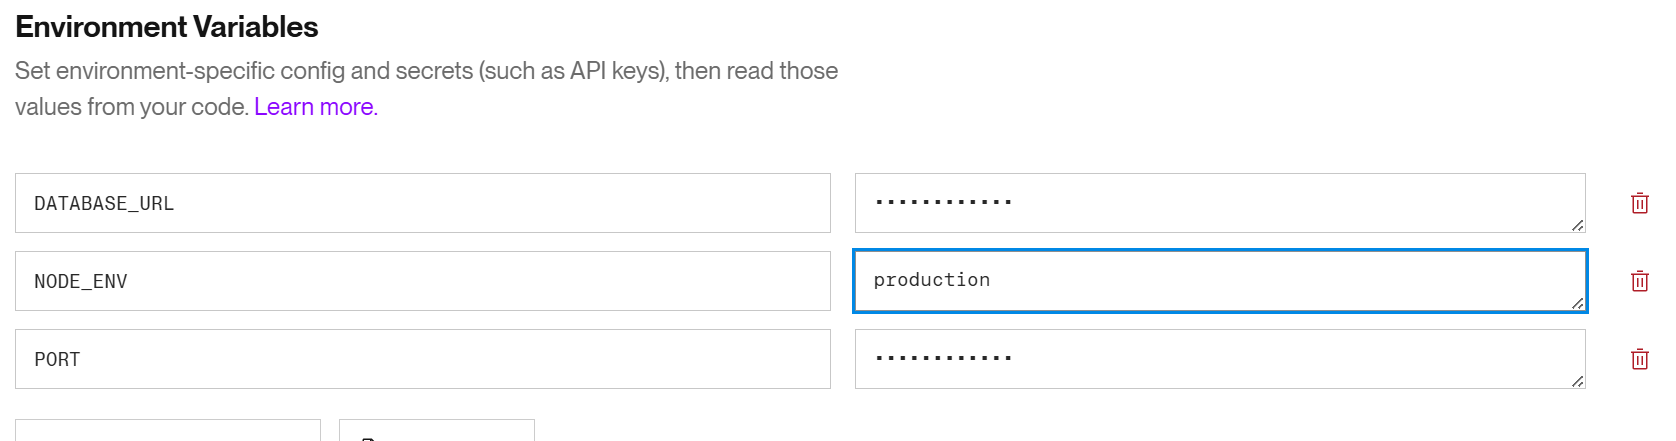 Environment Variables
Set environment-specific config and secrets (such as API keys), then read those
values from your code. Learn more.
DATABASE_URL
••••••••••••
NODE_ENV
production
PORT
••••••••••••